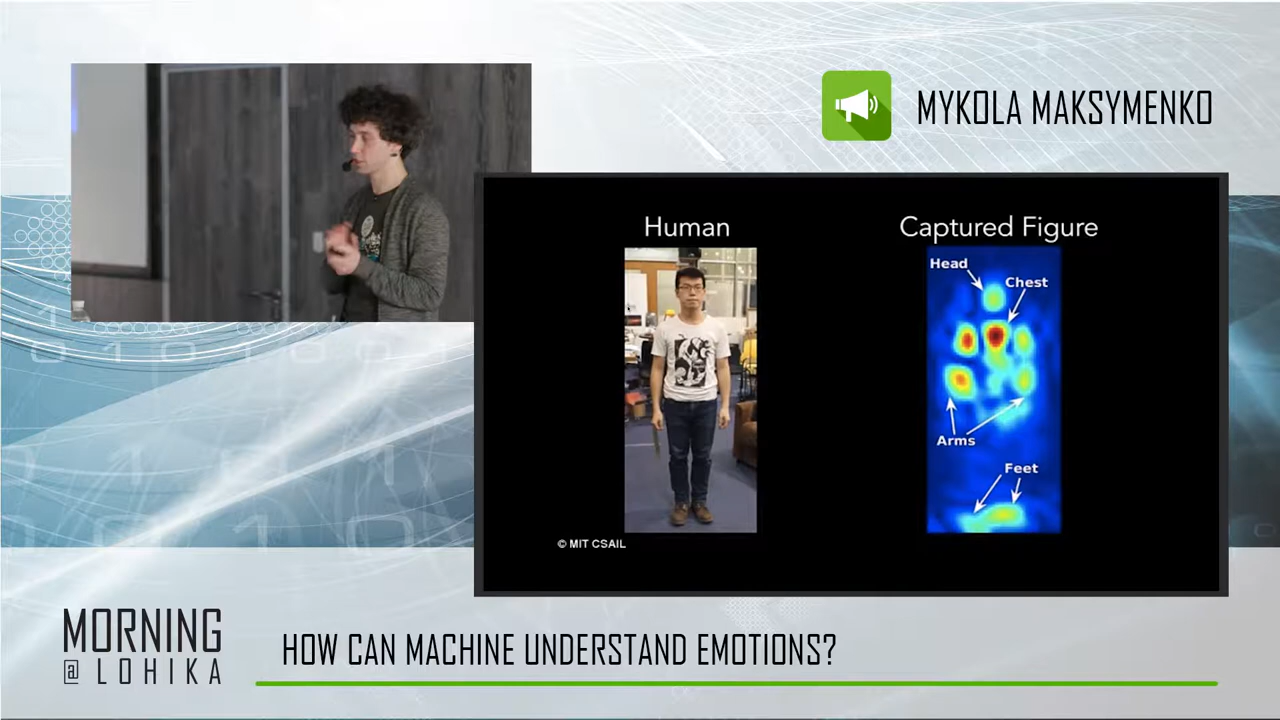 MYKOLA MAKSYMENKO
Human
Captured Figure
Head
Chest
Arms
Feet
© MIT CSAIL
MORNING
@ LOHIKA
HOW CAN MACHINE UNDERSTAND EMOTIONS?